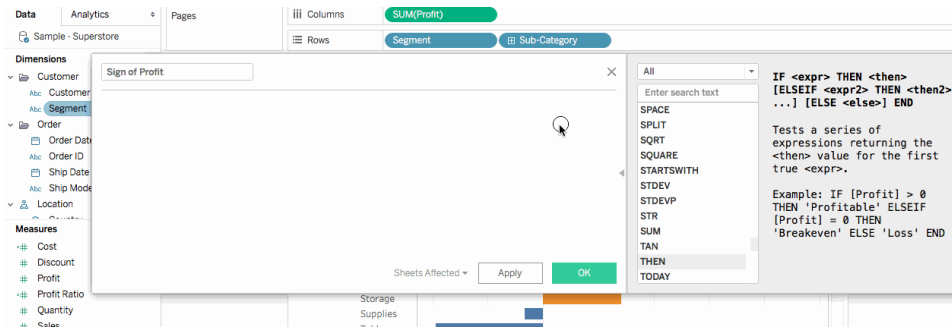 Data
Analytics
Pages
Columns
SUM(Profit)
Sample - Superstore
Rows
Segment
Sub-Category
Dimensions
Customer
Abc Customer
Abc Segment
Order
Order Date
Abc Order ID
Ship Date
Abc Ship Mode
Location
Measures
Cost
Discount
Profit
Profit Ratio
Quantity
Sales
Sign of Profit
Sheets Affected
Apply
OK
All
Enter search text
SPACE
SPLIT
SQRT
SQUARE
STARTSWITH
STDEV
STDEVP
STR
SUM
TAN
THEN
TODAY
IF <expr> THEN <then>
[ELSEIF <expr2> THEN <then2>
...] [ELSE <else>] END
Tests a series of
expressions returning the
<then> value for the first
true <expr>.
Example: IF [Profit] > 0
THEN 'Profitable' ELSEIF
[Profit] = 0 THEN
'Breakeven' ELSE 'Loss' END
Storage
Supplies